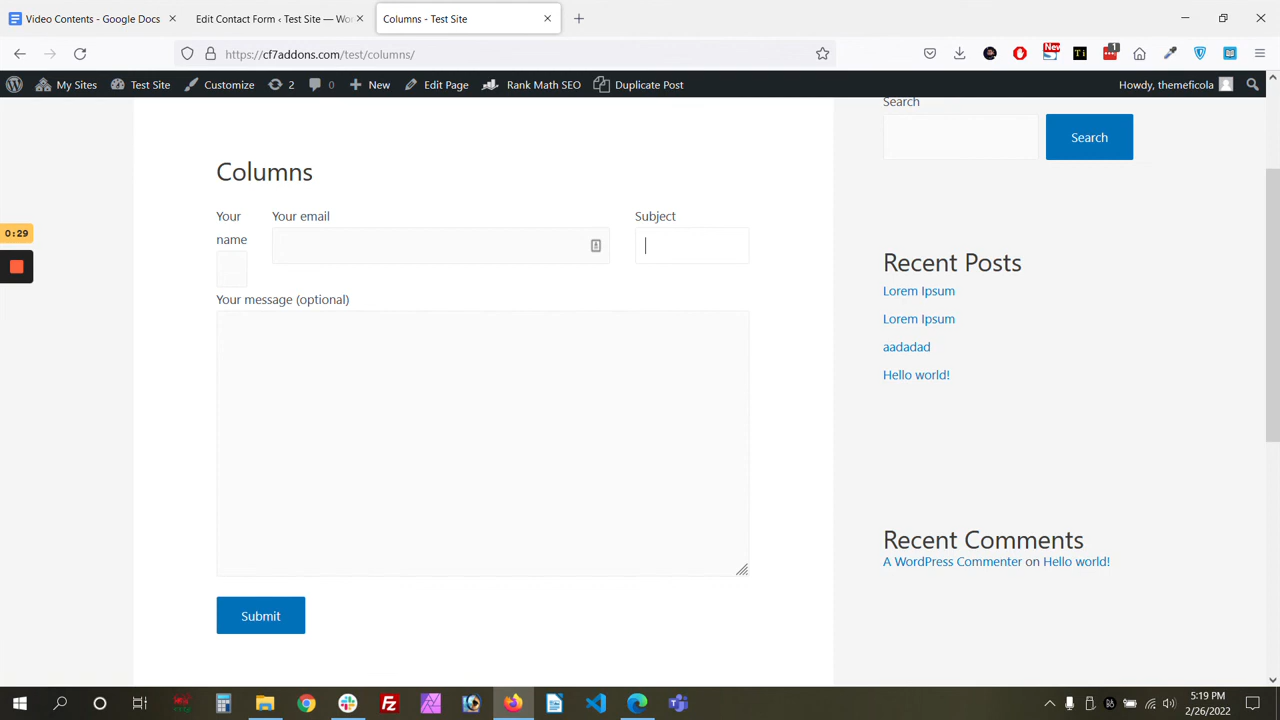 Video Contents - Google Docs
Edit Contact Form ‹ Test Site — Wo
Columns - Test Site
https://cf7addons.com/test/columns/
New
1
Ti
My Sites
Test Site
Customize
2
0
New
Edit Page
Rank Math SEO
Duplicate Post
Howdy, themeficola
Search
Search
Columns
Your name
Your email
Subject
0:29
Your message (optional)
Recent Posts
Lorem Ipsum
Lorem Ipsum
aadadad
Hello world!
Recent Comments
A WordPress Commenter on Hello world!
Submit
5:19 PM
2/26/2022